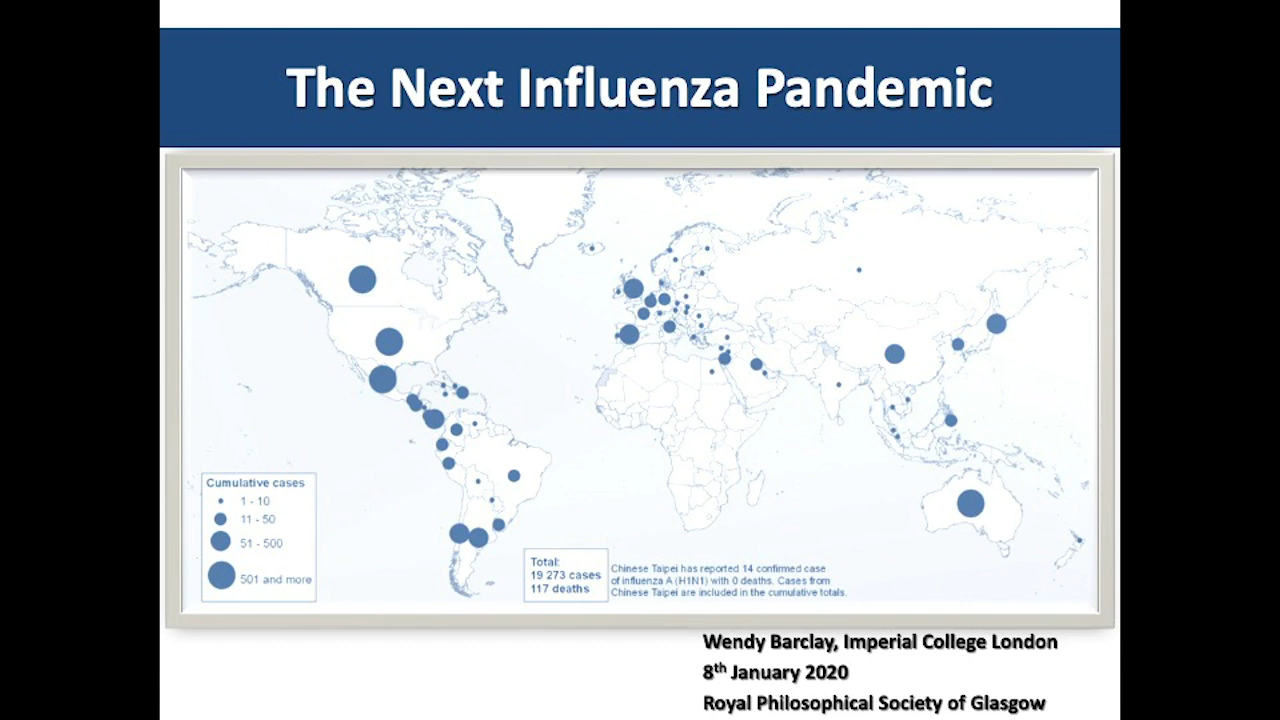 The Next Influenza Pandemic
Cumulative cases
1 - 10
11 - 50
51 - 500
501 and more
Total:
19 273 cases
117 deaths
Chinese Taipei has reported 14 confirmed case
of influenza A (H1N1) with 0 deaths. Cases from
Chinese Taipei are included in the cumulative totals.
Wendy Barclay, Imperial College London
8th January 2020
Royal Philosophical Society of Glasgow